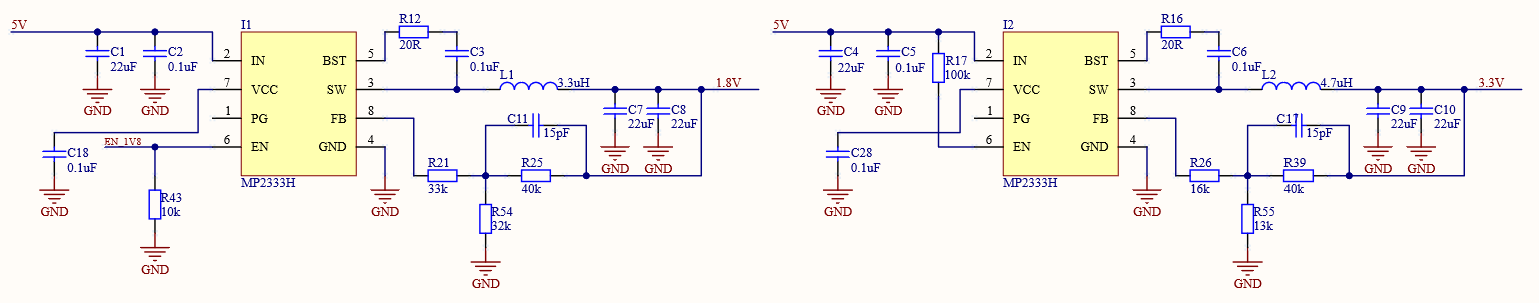 5V
I1
R12
20R
C1
22uF
C2
0.1uF
GND
GND
2
IN
BST
5
7
VCC
SW
3
1
PG
FB
8
6
EN
GND
4
MP2333H
C3
0.1uF
L1
3.3uH
1.8V
C7
22uF
C8
22uF
GND
GND
EN_1V8
C18
0.1uF
GND
R43
10k
GND
GND
C11
15pF
R21
33k
R25
40k
R54
32k
GND
5V
I2
R16
20R
C4
22uF
C5
0.1uF
R17
100k
GND
GND
2
IN
BST
5
7
VCC
SW
3
1
PG
FB
8
6
EN
GND
4
MP2333H
C6
0.1uF
L2
4.7uH
3.3V
C9
22uF
C10
22uF
GND
GND
C28
0.1uF
GND
GND
C17
15pF
R26
16k
R39
40k
R55
13k
GND